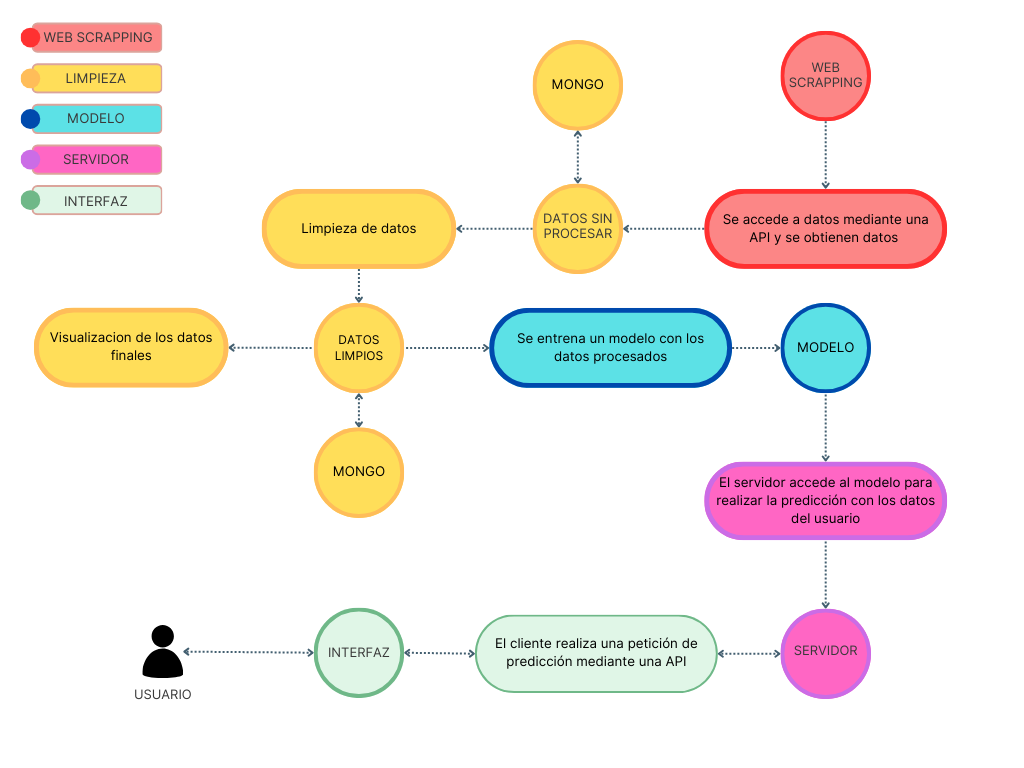 WEB SCRAPPING
LIMPIEZA
MODELO
SERVIDOR
INTERFAZ
MONGO
WEB
SCRAPPING
Limpieza de datos
DATOS SIN
PROCESAR
Se accede a datos mediante una
API y se obtienen datos
Visualizacion de los datos
finales
DATOS
LIMPIOS
Se entrena un modelo con los
datos procesados
MODELO
MONGO
El servidor accede al modelo para
realizar la predicción con los datos
del usuario
USUARIO
INTERFAZ
El cliente realiza una petición de
predicción mediante una API
SERVIDOR